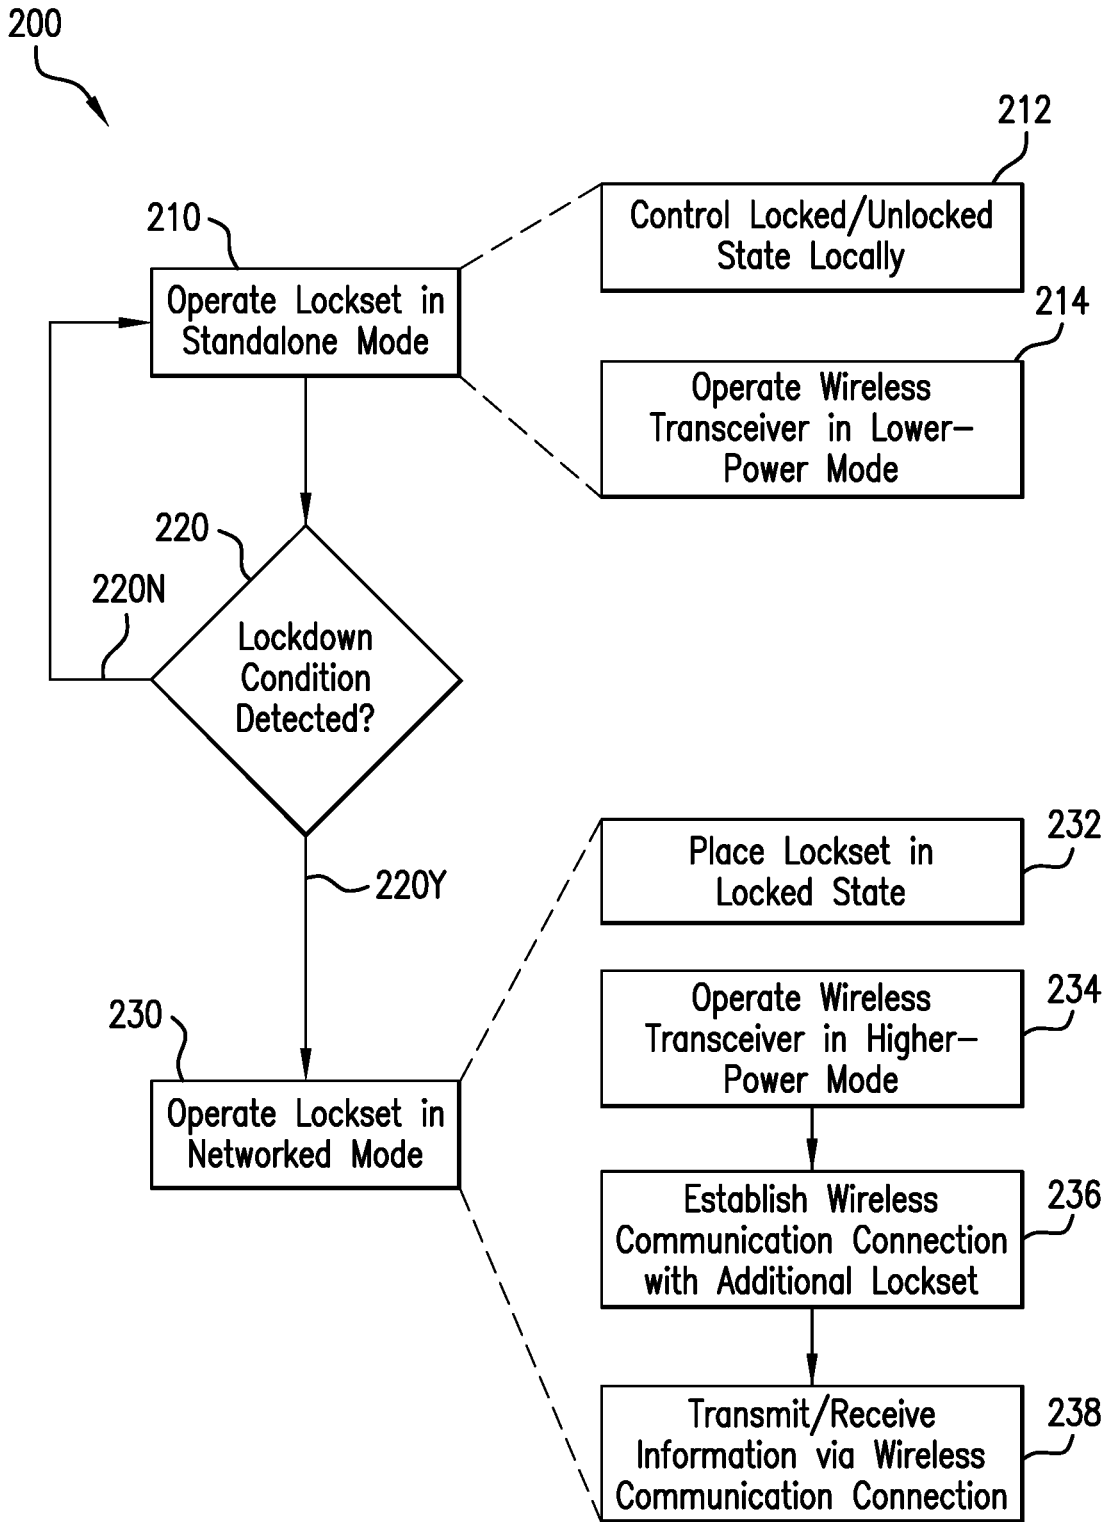 200
212
Control Locked/Unlocked
State Locally
210
Operate Lockset in
Standalone Mode
214
Operate Wireless
Transceiver in Lower-
Power Mode
220
220N
Lockdown
Condition
Detected?
220Y
232
Place Lockset in
Locked State
230
Operate Lockset in
Networked Mode
234
Operate Wireless
Transceiver in Higher-
Power Mode
236
Establish Wireless
Communication Connection
with Additional Lockset
238
Transmit/Receive
Information via Wireless
Communication Connection